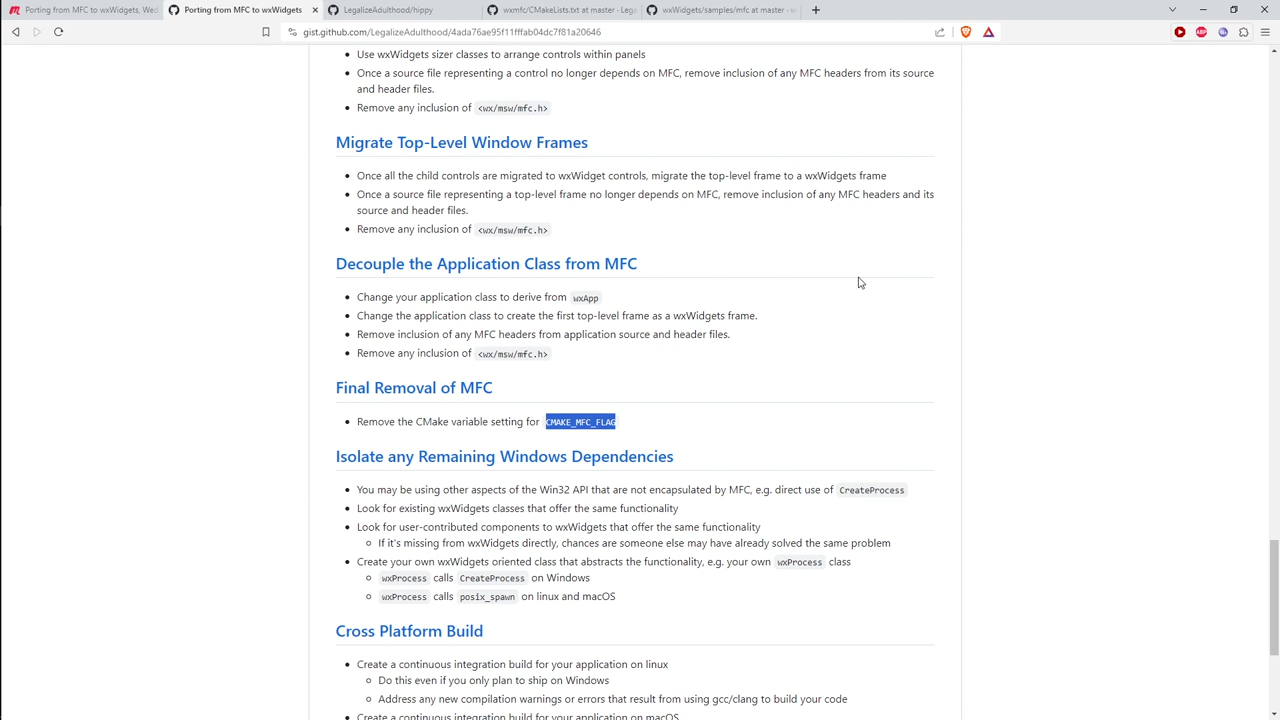 Porting from MFC to wxWidgets, Wed
Porting from MFC to wxWidgets
LegalizeAdulthood/hippy
wxmfc/CMakeLists.txt at master · Lega
wxWidgets/samples/mfc at master · w
gist.github.com/LegalizeAdulthood/4ada76ae95f11fffab04dc7f81a20646
Use wxWidgets sizer classes to arrange controls within panels
Once a source file representing a control no longer depends on MFC, remove inclusion of any MFC headers from its source
and header files.
Remove any inclusion of <wx/msw/mfc.h>
Migrate Top-Level Window Frames
Once all the child controls are migrated to wxWidget controls, migrate the top-level frame to a wxWidgets frame
Once a source file representing a top-level frame no longer depends on MFC, remove inclusion of any MFC headers and its
source and header files.
Remove any inclusion of <wx/msw/mfc.h>
Decouple the Application Class from MFC
Change your application class to derive from wxApp
Change the application class to create the first top-level frame as a wxWidgets frame.
Remove inclusion of any MFC headers from application source and header files.
Remove any inclusion of <wx/msw/mfc.h>
Final Removal of MFC
Remove the CMake variable setting for CMAKE_MFC_FLAG
Isolate any Remaining Windows Dependencies
You may be using other aspects of the Win32 API that are not encapsulated by MFC, e.g. direct use of CreateProcess
Look for existing wxWidgets classes that offer the same functionality
Look for user-contributed components to wxWidgets that offer the same functionality
If it's missing from wxWidgets directly, chances are someone else may have already solved the same problem
Create your own wxWidgets oriented class that abstracts the functionality, e.g. your own wxProcess class
wxProcess calls CreateProcess on Windows
wxProcess calls posix_spawn on linux and macOS
Cross Platform Build
Create a continuous integration build for your application on linux
Do this even if you only plan to ship on Windows
Address any new compilation warnings or errors that result from using gcc/clang to build your code
Create a continuous integration build for your application on macOS